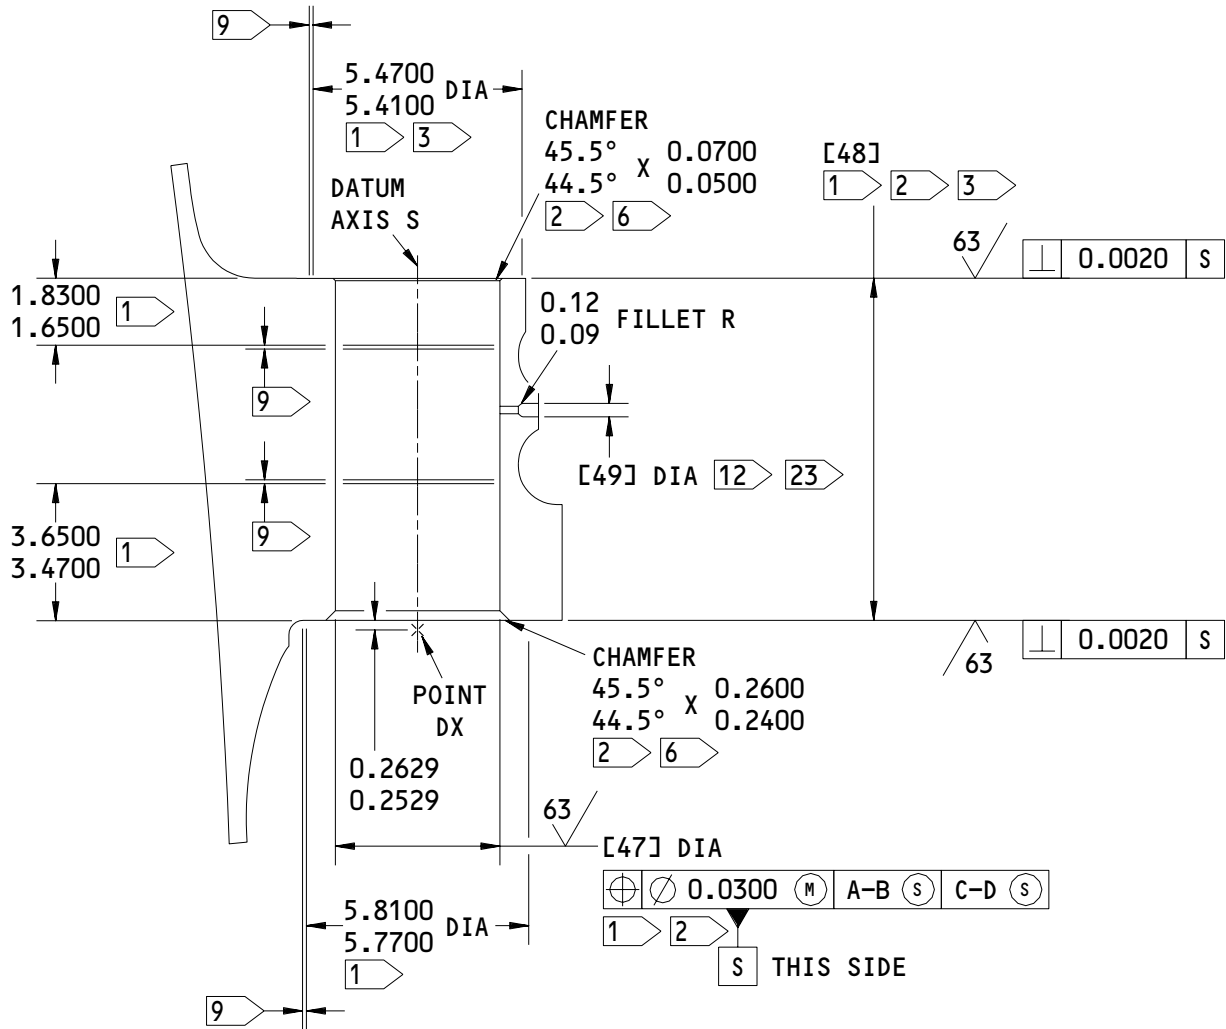 9
5.4700
5.4100 DIA
1 3
CHAMFER
45.5° X 0.0700
44.5° 0.0500
2 6
[48]
1 2 3
DATUM
AXIS S
63
⊥ 0.0020 S
1.8300
1.6500
1
0.12
0.09 FILLET R
9
[49] DIA 12 23
3.6500
3.4700
1
9
63
⊥ 0.0020 S
CHAMFER
45.5° X 0.2600
44.5° 0.2400
2 6
POINT
DX
0.2629
0.2529
63
[47] DIA
⌖ ⌀ 0.0300 Ⓜ A-B Ⓢ C-D Ⓢ
1 2
S THIS SIDE
5.8100
5.7700 DIA
1
9